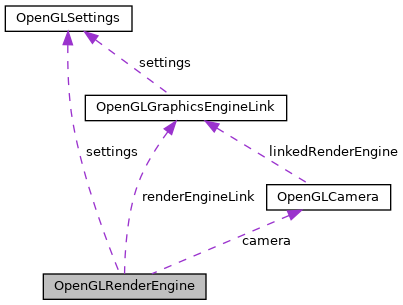 OpenGLSettings
settings
OpenGLGraphicsEngineLink
settings
linkedRenderEngine
renderEngineLink
OpenGLCamera
camera
OpenGLRenderEngine